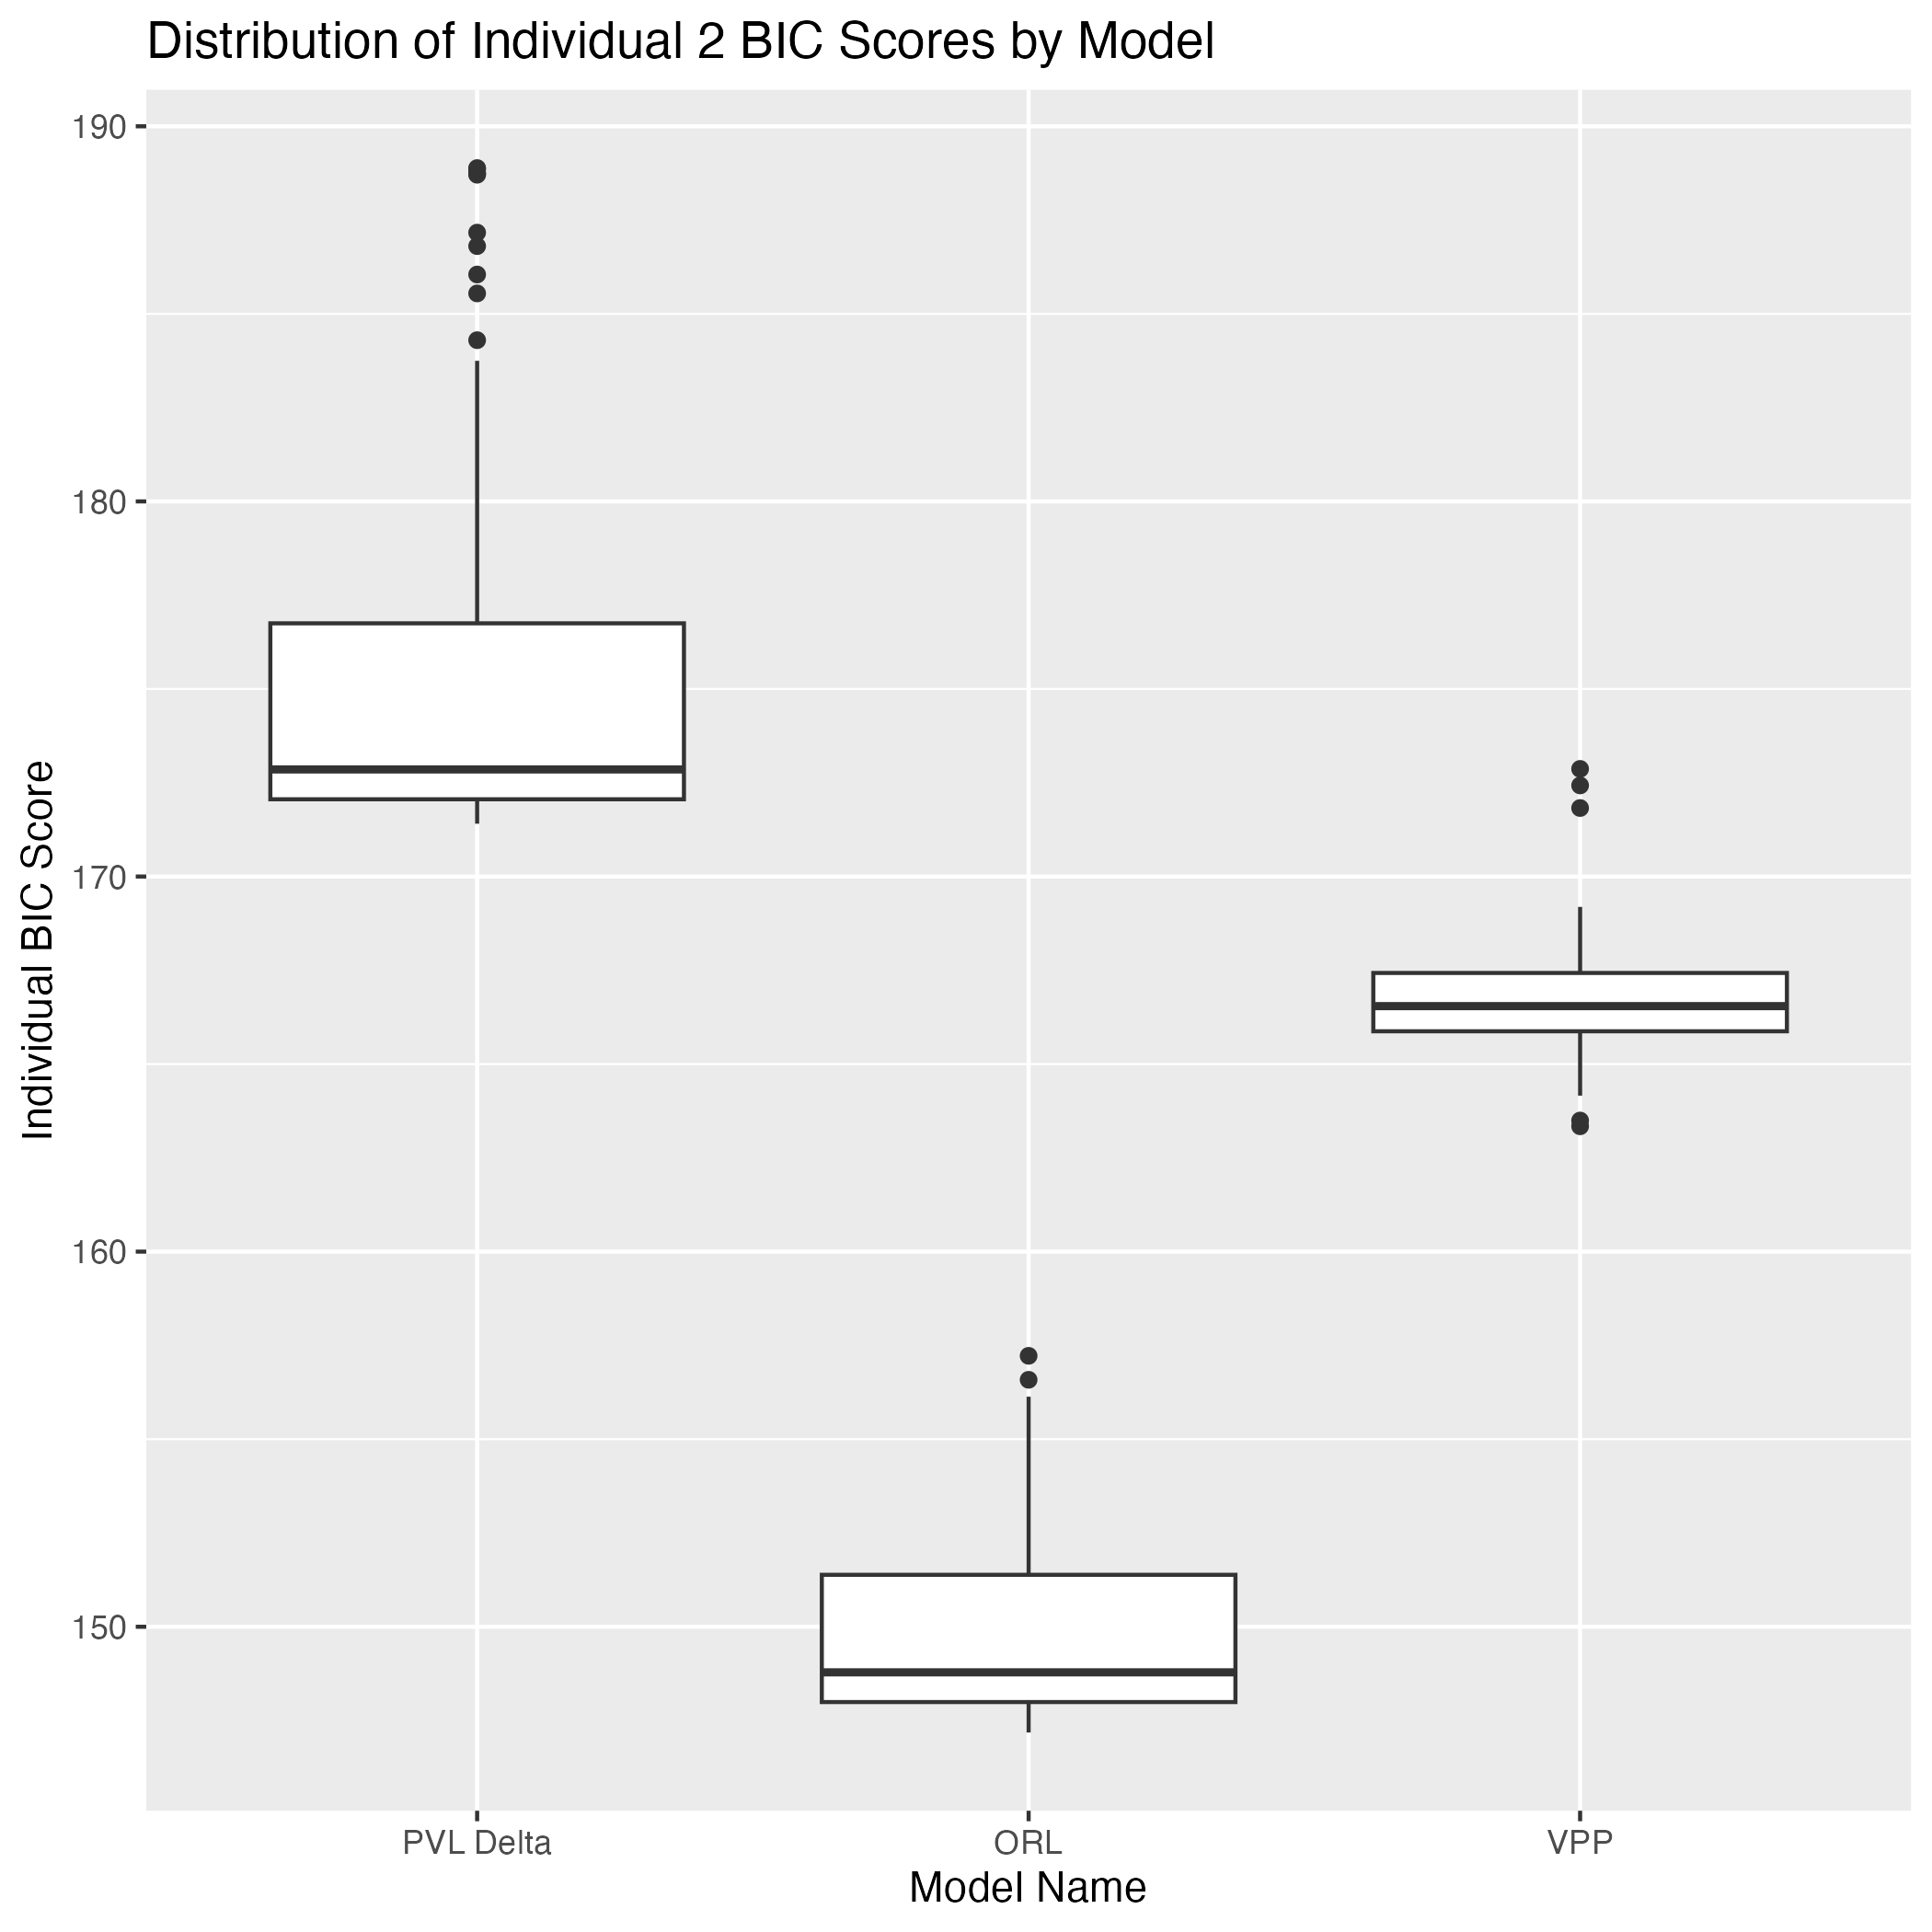 Distribution of Individual 2 BIC Scores by Model
Individual BIC Score
190
180
170
160
150
PVL Delta
ORL
VPP
Model Name